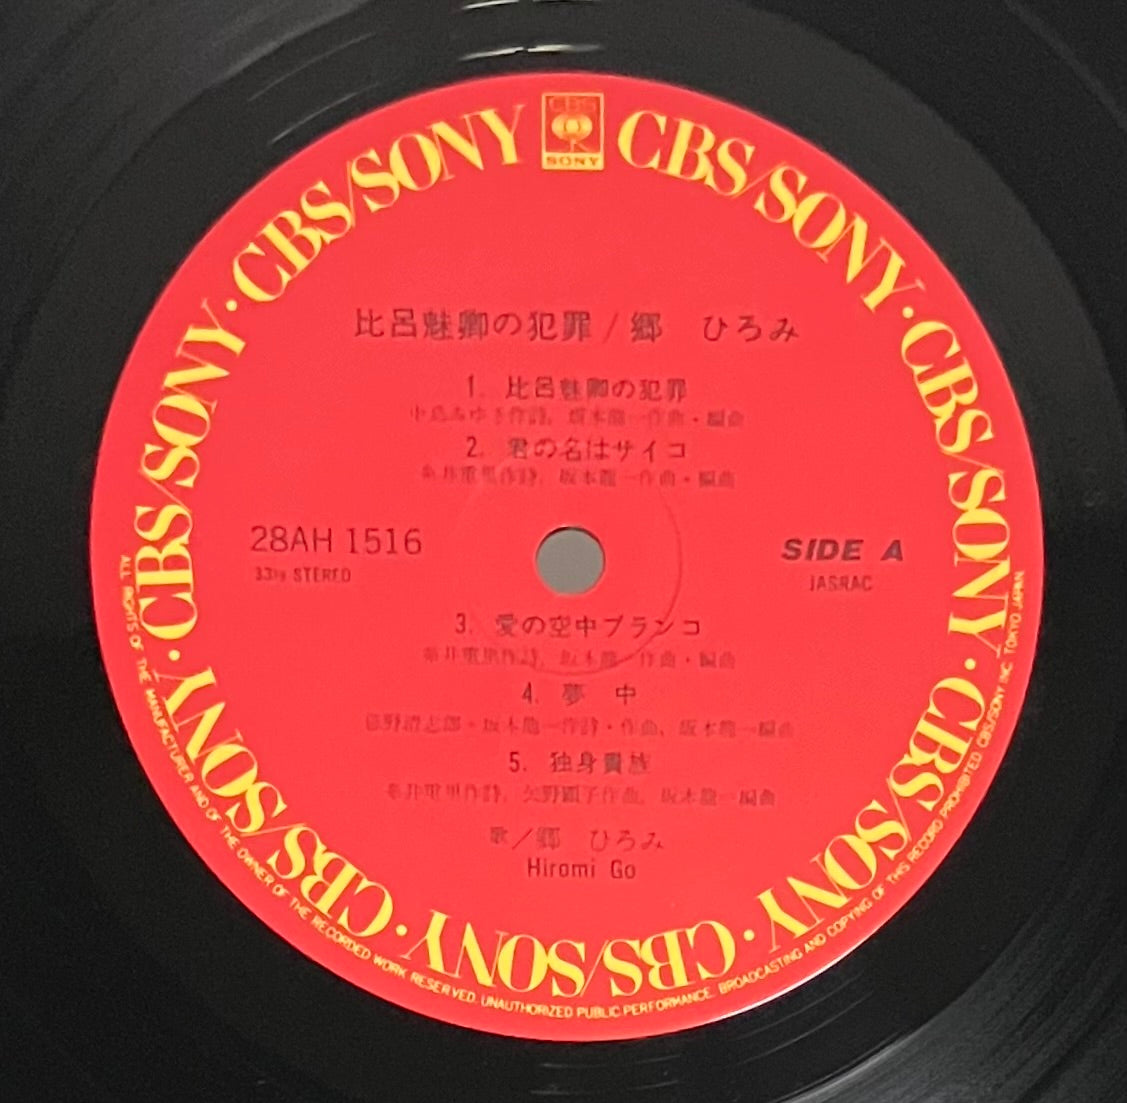 CBS
SONY
CBS/SONY · CBS/SONY · CBS/SONY · CBS/SONY · CBS/SONY · CBS/SONY · CBS/SONY · CBS/SONY · CBS/SONY
比呂魅卿の犯罪/郷 ひろみ
1. 比呂魅卿の犯罪
中島みゆき作詩, 坂本龍一作曲・編曲
2. 君の名はサイコ
糸井重里作詩, 坂本龍一作曲・編曲
28AH 1516
33⅓ STEREO
SIDE A
JASRAC
3. 愛の空中ブランコ
糸井重里作詩, 坂本龍一作曲・編曲
4. 夢 中
忌野清志郎・坂本龍一作詩・作曲, 坂本龍一編曲
5. 独身貴族
糸井重里作詩, 矢野顕子作曲, 坂本龍一編曲
歌/郷 ひろみ
Hiromi Go
ALL RIGHTS OF THE MANUFACTURER AND OF THE OWNER OF THE RECORDED WORK RESERVED. UNAUTHORIZED PUBLIC PERFORMANCE, BROADCASTING AND COPYING OF THIS RECORD PROHIBITED CBS/SONY INC. TOKYO JAPAN